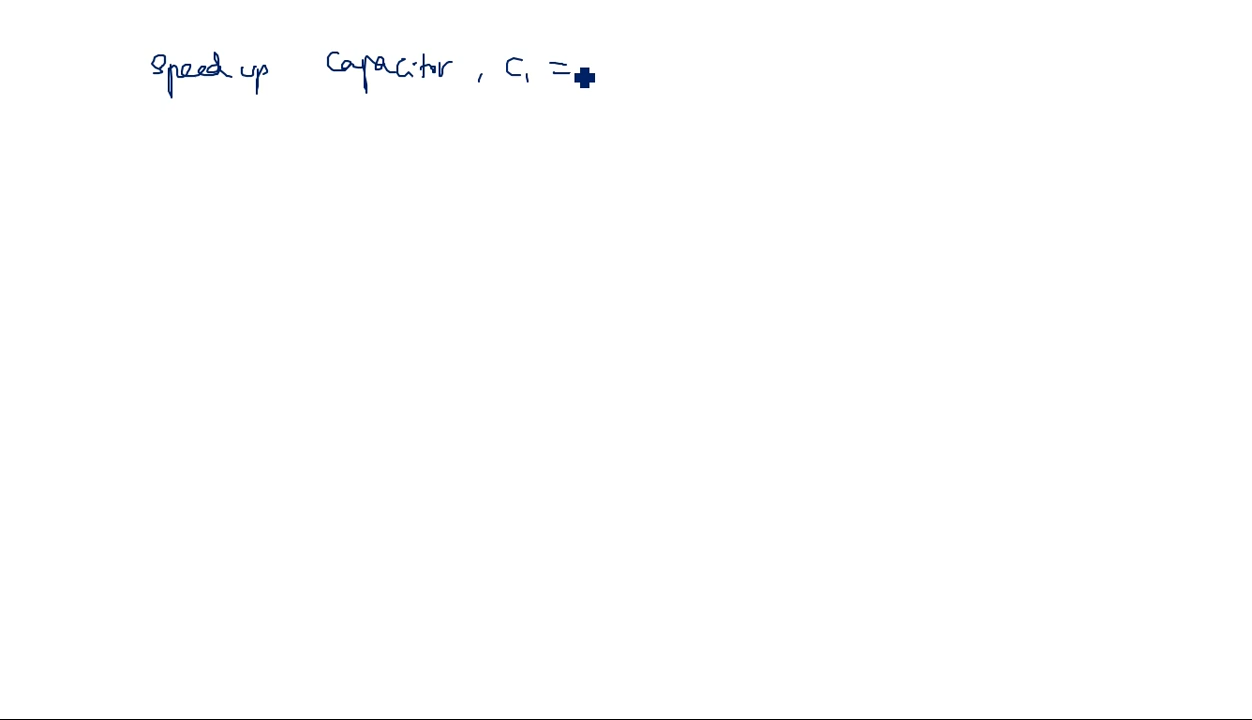 Speed up Capacitor, C₁ =